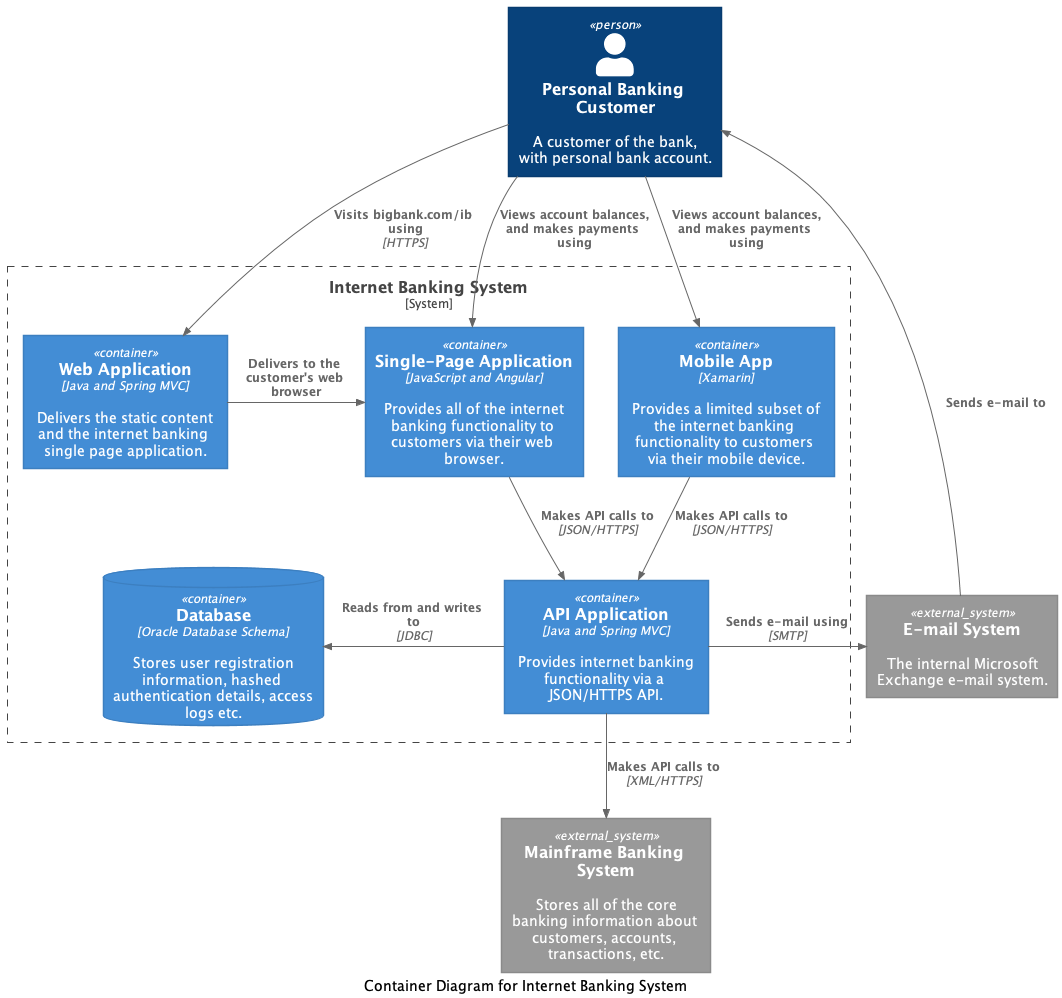 «person»
Personal Banking
Customer
A customer of the bank,
with personal bank account.
Visits bigbank.com/ib
using
[HTTPS]
Views account balances,
and makes payments
using
Views account balances,
and makes payments
using
Internet Banking System
[System]
«container»
Web Application
[Java and Spring MVC]
Delivers the static content
and the internet banking
single page application.
Delivers to the
customer's web
browser
«container»
Single-Page Application
[JavaScript and Angular]
Provides all of the internet
banking functionality to
customers via their web
browser.
«container»
Mobile App
[Xamarin]
Provides a limited subset of
the internet banking
functionality to customers
via their mobile device.
Sends e-mail to
Makes API calls to
[JSON/HTTPS]
Makes API calls to
[JSON/HTTPS]
«container»
Database
[Oracle Database Schema]
Stores user registration
information, hashed
authentication details, access
logs etc.
Reads from and writes
to
[JDBC]
«container»
API Application
[Java and Spring MVC]
Provides internet banking
functionality via a
JSON/HTTPS API.
Sends e-mail using
[SMTP]
«external_system»
E-mail System
The internal Microsoft
Exchange e-mail system.
Makes API calls to
[XML/HTTPS]
«external_system»
Mainframe Banking
System
Stores all of the core
banking information about
customers, accounts,
transactions, etc.
Container Diagram for Internet Banking System